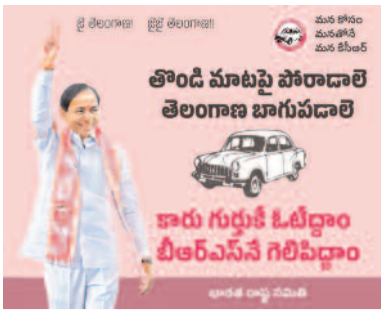 జై తెలంగాణ! జైజై తెలంగాణ!!
మన కోసం
మనతోనే
మన కేసీఆర్
తొండి మాటపై పోరాడాలె
తెలంగాణ బాగుపడాలె
కారు గుర్తుకే ఓటేద్దాం
బీఆర్ఎస్‌నే గెలిపిద్దాం
భారత రాష్ట్ర సమితి